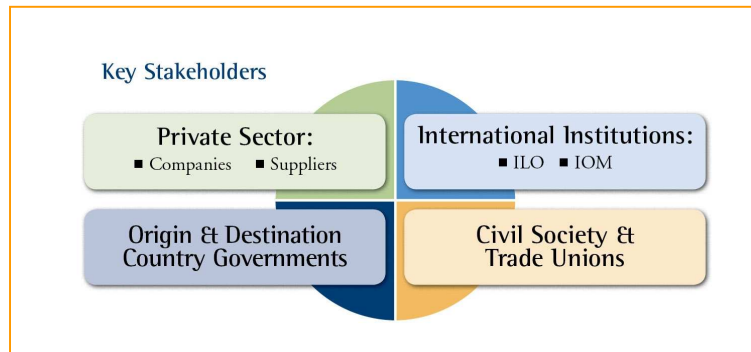 Key Stakeholders
Private Sector:
■ Companies ■ Suppliers
International Institutions:
■ ILO ■ IOM
Origin & Destination
Country Governments
Civil Society &
Trade Unions